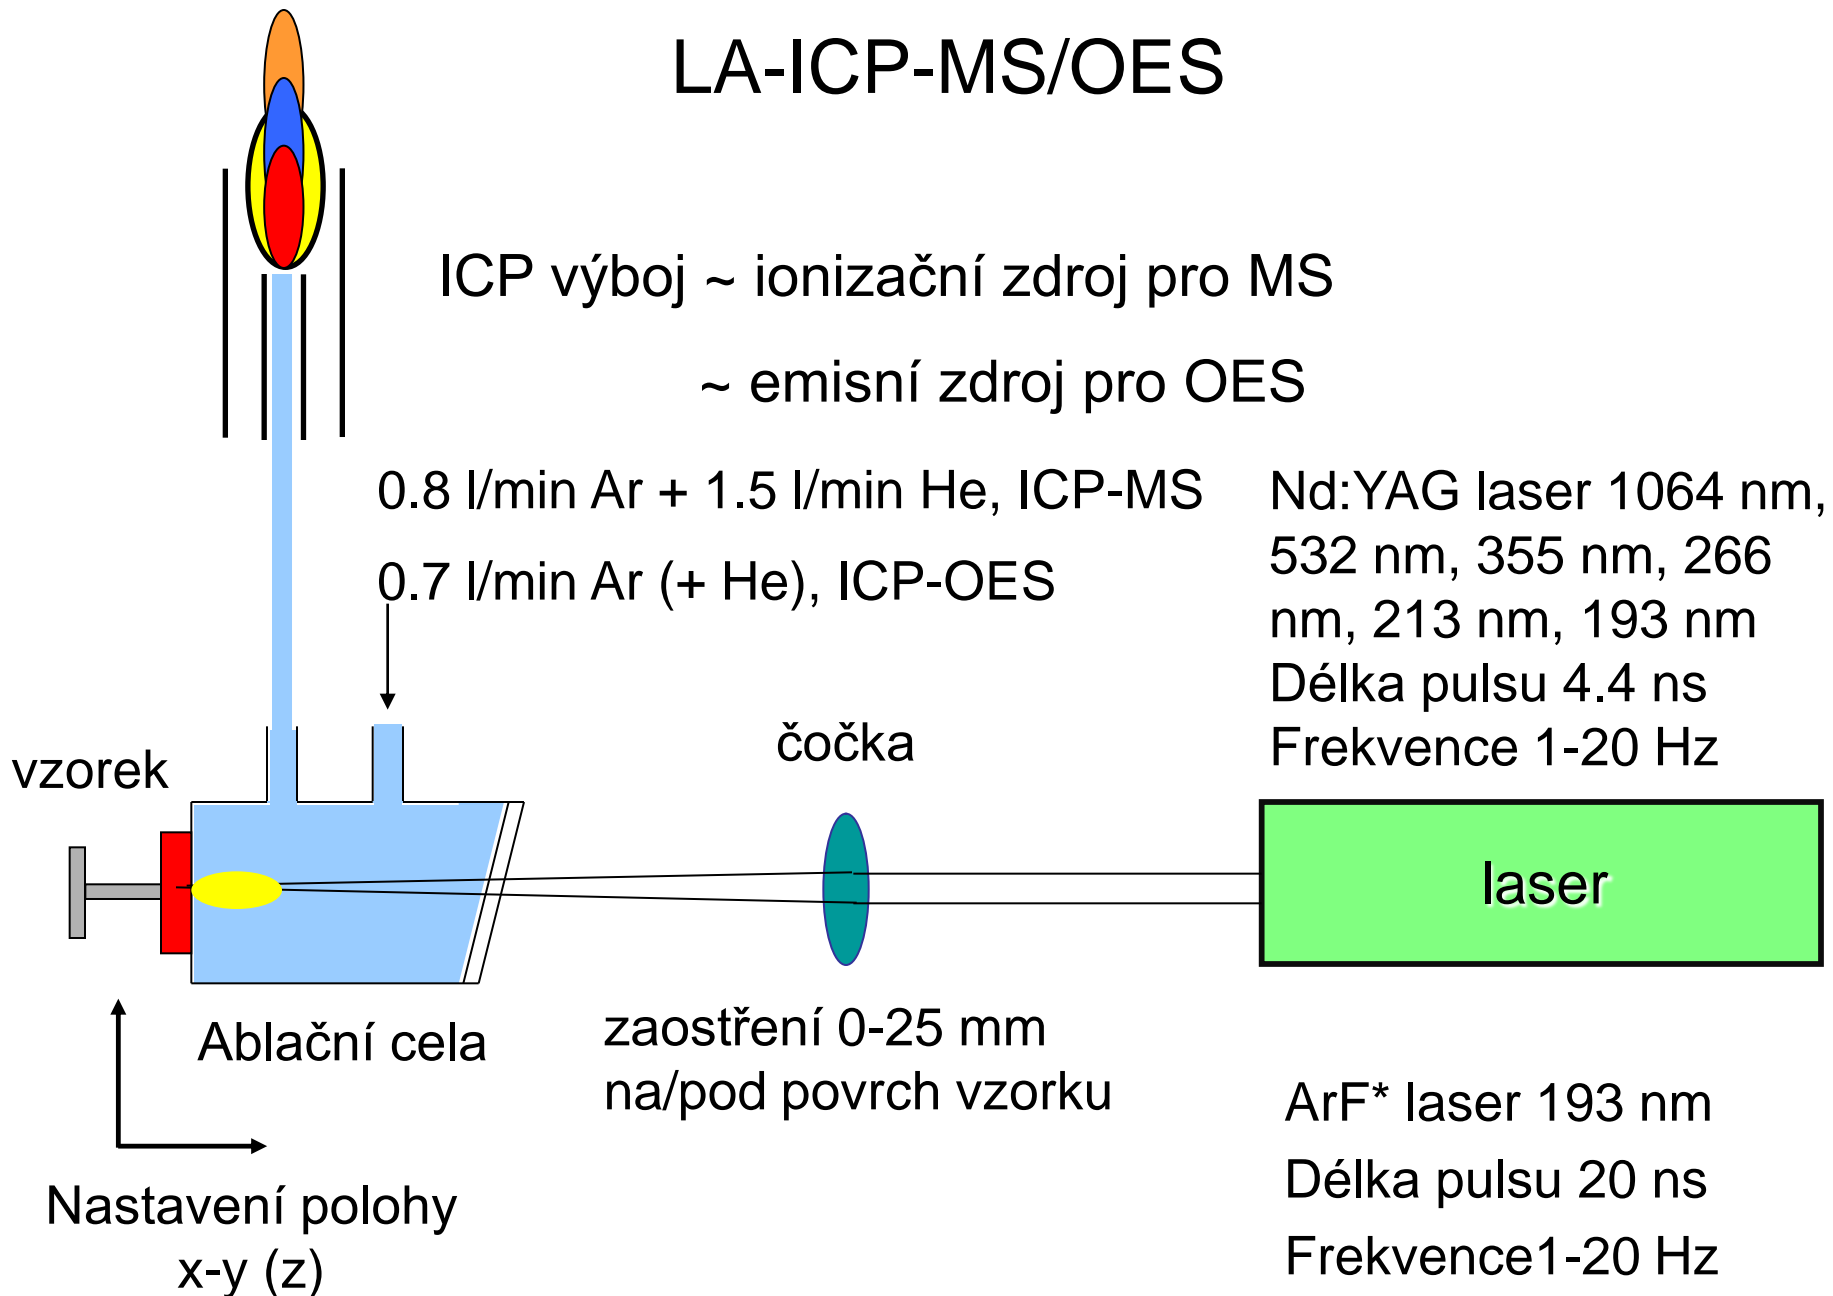 LA-ICP-MS/OES
ICP výboj ~ ionizační zdroj pro MS
~ emisní zdroj pro OES
0.8 l/min Ar + 1.5 l/min He, ICP-MS
0.7 l/min Ar (+ He), ICP-OES
Nd:YAG laser 1064 nm,
532 nm, 355 nm, 266
nm, 213 nm, 193 nm
Délka pulsu 4.4 ns
Frekvence 1-20 Hz
čočka
vzorek
laser
Ablační cela
zaostření 0-25 mm
na/pod povrch vzorku
Nastavení polohy
x-y (z)
ArF* laser 193 nm
Délka pulsu 20 ns
Frekvence1-20 Hz